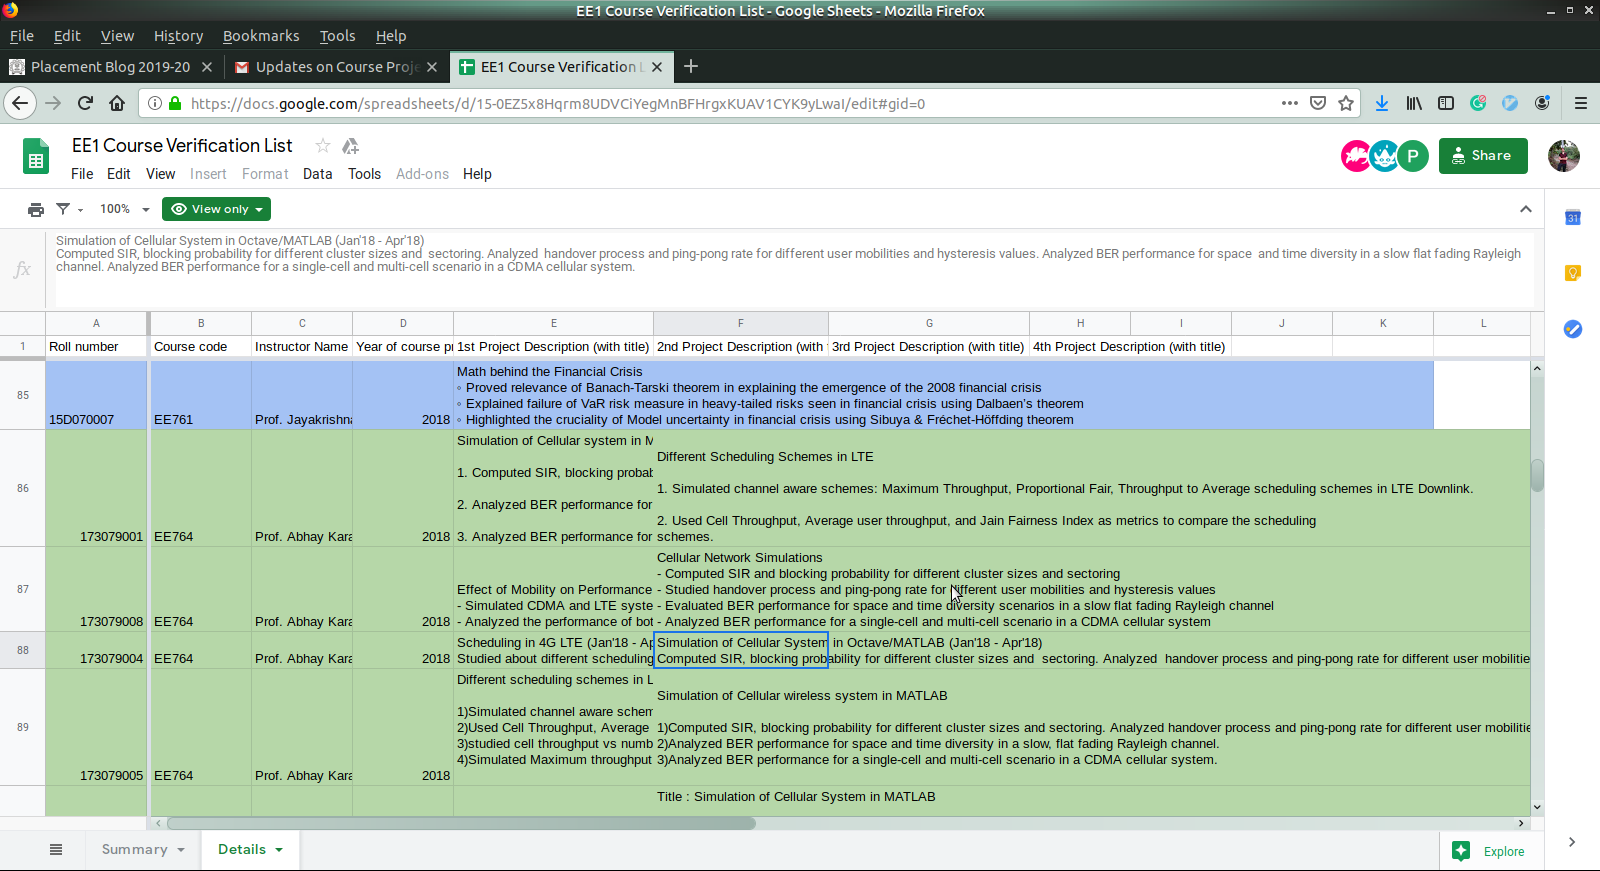 EE1 Course Verification List - Google Sheets - Mozilla Firefox
File Edit View History Bookmarks Tools Help
Placement Blog 2019-20
Updates on Course Proje
EE1 Course Verification L
https://docs.google.com/spreadsheets/d/15-0EZ5x8Hqrm8UDVCiYegMnBFHrgxKUAV1CYK9yLwaI/edit#gid=0
EE1 Course Verification List
File Edit View Insert Format Data Tools Add-ons Help
P
Share
100%
View only
31
fx
Simulation of Cellular System in Octave/MATLAB (Jan'18 - Apr'18)
Computed SIR, blocking probability for different cluster sizes and  sectoring. Analyzed  handover process and ping-pong rate for different user mobilities and hysteresis values. Analyzed BER performance for space  and time diversity in a slow flat fading Rayleigh
channel. Analyzed BER performance for a single-cell and multi-cell scenario in a CDMA cellular system.
A B C D E F G H I J K L
1 Roll number Course code Instructor Name Year of course pr 1st Project Description (with title) 2nd Project Description (with 3rd Project Description (with title) 4th Project Description (with title)
85
Math behind the Financial Crisis
◦ Proved relevance of Banach-Tarski theorem in explaining the emergence of the 2008 financial crisis
◦ Explained failure of VaR risk measure in heavy-tailed risks seen in financial crisis using Dalbaen's theorem
15D070007 EE761 Prof. Jayakrishna 2018 ◦ Highlighted the cruciality of Model uncertainty in financial crisis using Sibuya & Fréchet-Höffding theorem
86
Simulation of Cellular system in M
1. Computed SIR, blocking probab
2. Analyzed BER performance for
173079001 EE764 Prof. Abhay Kara 2018 3. Analyzed BER performance for
Different Scheduling Schemes in LTE
1. Simulated channel aware schemes: Maximum Throughput, Proportional Fair, Throughput to Average scheduling schemes in LTE Downlink.
2. Used Cell Throughput, Average user throughput, and Jain Fairness Index as metrics to compare the scheduling
schemes.
87
Effect of Mobility on Performance
- Simulated CDMA and LTE syste
173079008 EE764 Prof. Abhay Kara 2018 - Analyzed the performance of bot
Cellular Network Simulations
- Computed SIR and blocking probability for different cluster sizes and sectoring
- Studied handover process and ping-pong rate for different user mobilities and hysteresis values
- Evaluated BER performance for space and time diversity scenarios in a slow flat fading Rayleigh channel
- Analyzed BER performance for a single-cell and multi-cell scenario in a CDMA cellular system
88
Scheduling in 4G LTE (Jan'18 - Ap
173079004 EE764 Prof. Abhay Kara 2018 Studied about different scheduling
Simulation of Cellular System in Octave/MATLAB (Jan'18 - Apr'18)
Computed SIR, blocking probability for different cluster sizes and  sectoring. Analyzed  handover process and ping-pong rate for different user mobilitie
89
Different scheduling schemes in L
1)Simulated channel aware schem
2)Used Cell Throughput, Average
3)studied cell throughput vs numb
4)Simulated Maximum throughput
173079005 EE764 Prof. Abhay Kara 2018
Simulation of Cellular wireless system in MATLAB
1)Computed SIR, blocking probability for different cluster sizes and sectoring. Analyzed handover process and ping-pong rate for different user mobilitie
2)Analyzed BER performance for space and time diversity in a slow, flat fading Rayleigh channel.
3)Analyzed BER performance for a single-cell and multi-cell scenario in a CDMA cellular system.
Title : Simulation of Cellular System in MATLAB
Summary
Details
Explore